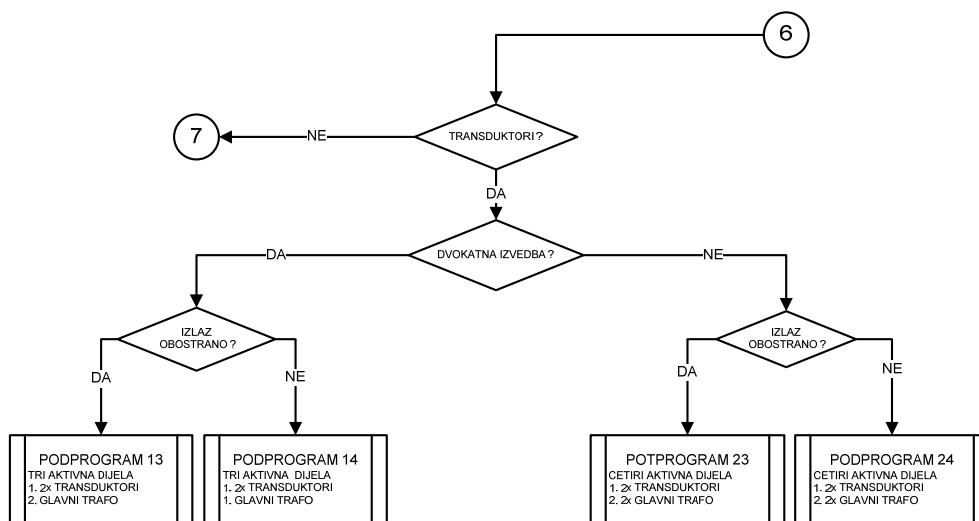 6
7
NE
TRANSDUKTORI?
DA
DA
DVOKATNA IZVEDBA?
NE
IZLAZ
OBOSTRANO?
IZLAZ
OBOSTRANO?
DA
NE
DA
NE
PODPROGRAM 13
TRI AKTIVNA DIJELA
1. 2x TRANSDUKTORI
2. GLAVNI TRAFO
PODPROGRAM 14
TRI AKTIVNA DIJELA
1. 2x TRANSDUKTORI
1. GLAVNI TRAFO
POTPROGRAM 23
CETIRI AKTIVNA DIJELA
1. 2x TRANSDUKTORI
2. 2x GLAVNI TRAFO
PODPROGRAM 24
CETIRI AKTIVNA DIJELA
1. 2x TRANSDUKTORI
2. 2x GLAVNI TRAFO